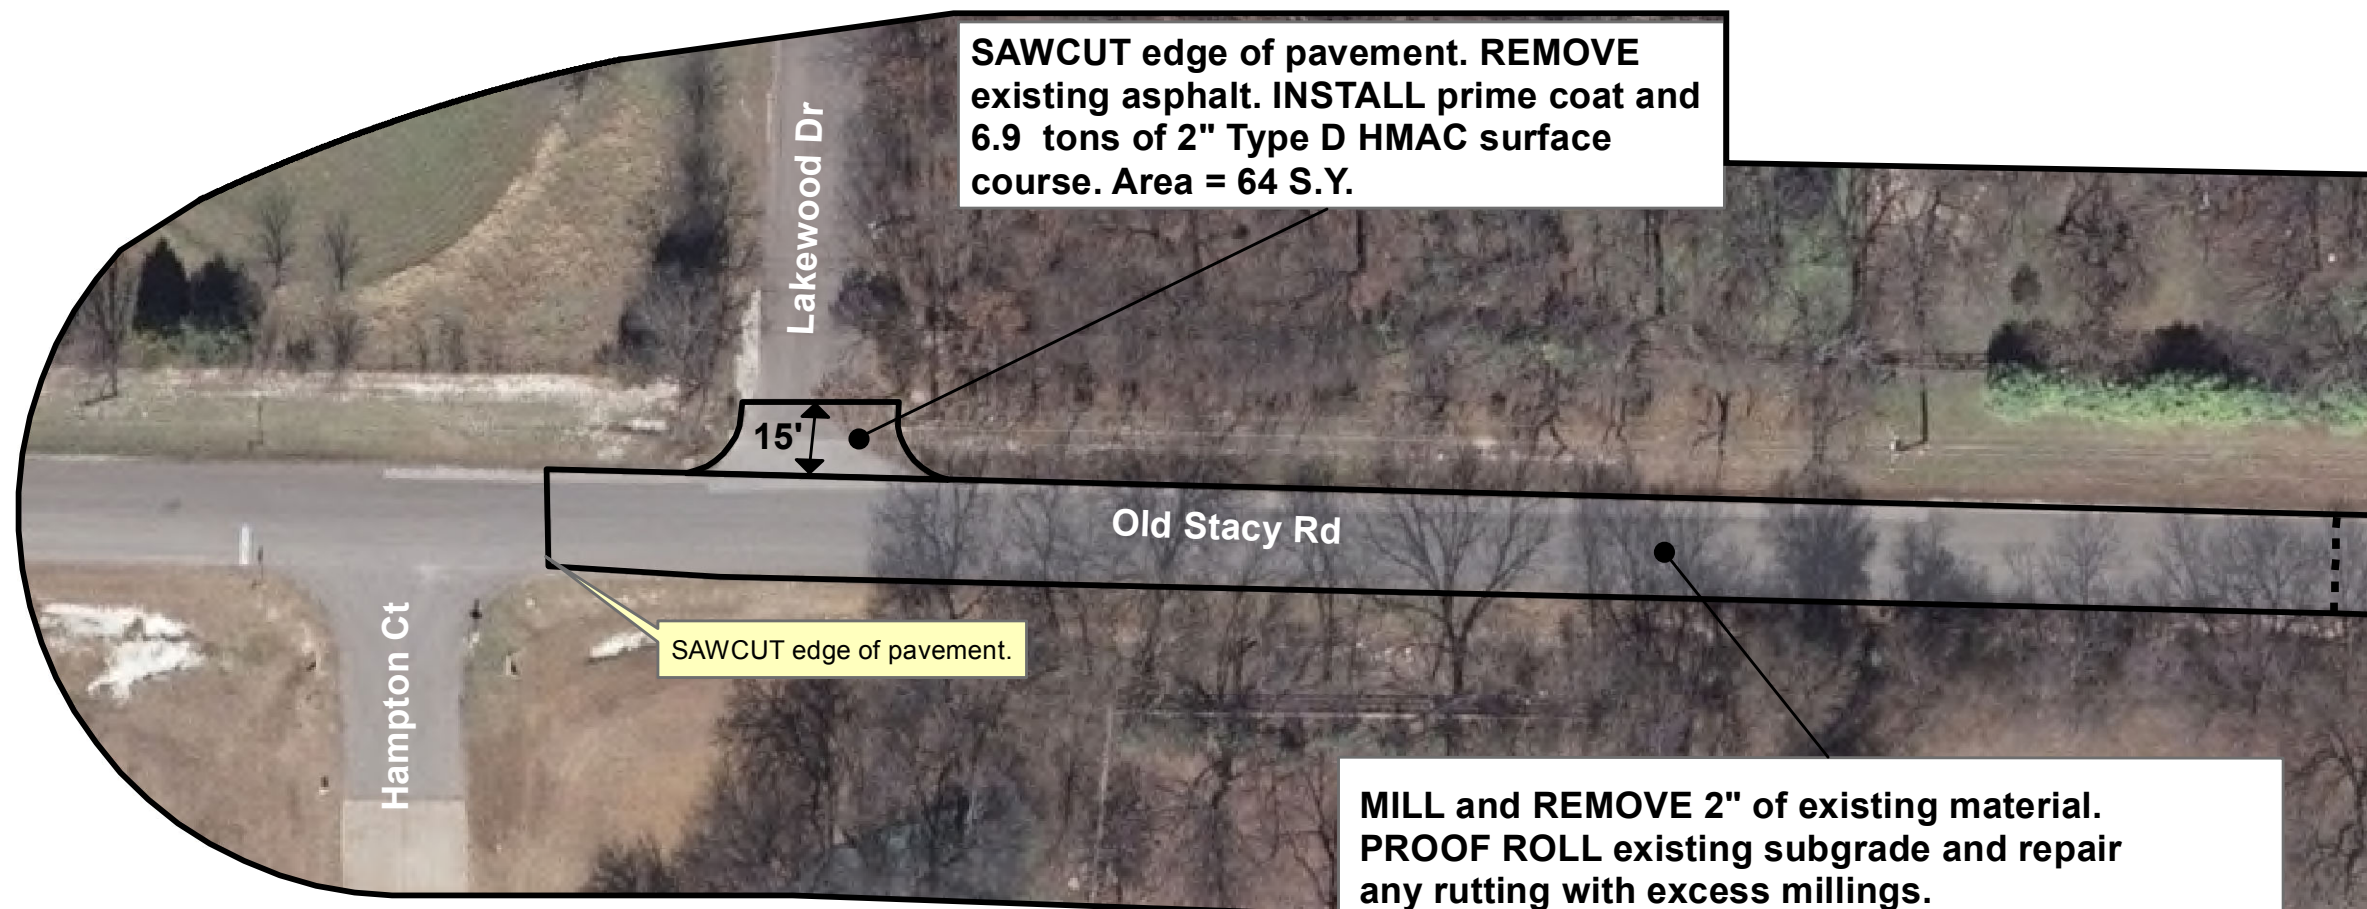 SAWCUT edge of pavement. REMOVE
existing asphalt. INSTALL prime coat and
6.9  tons of 2" Type D HMAC surface
course. Area = 64 S.Y.
Lakewood Dr
15'
Old Stacy Rd
SAWCUT edge of pavement.
Hampton Ct
MILL and REMOVE 2" of existing material.
PROOF ROLL existing subgrade and repair
any rutting with excess millings.